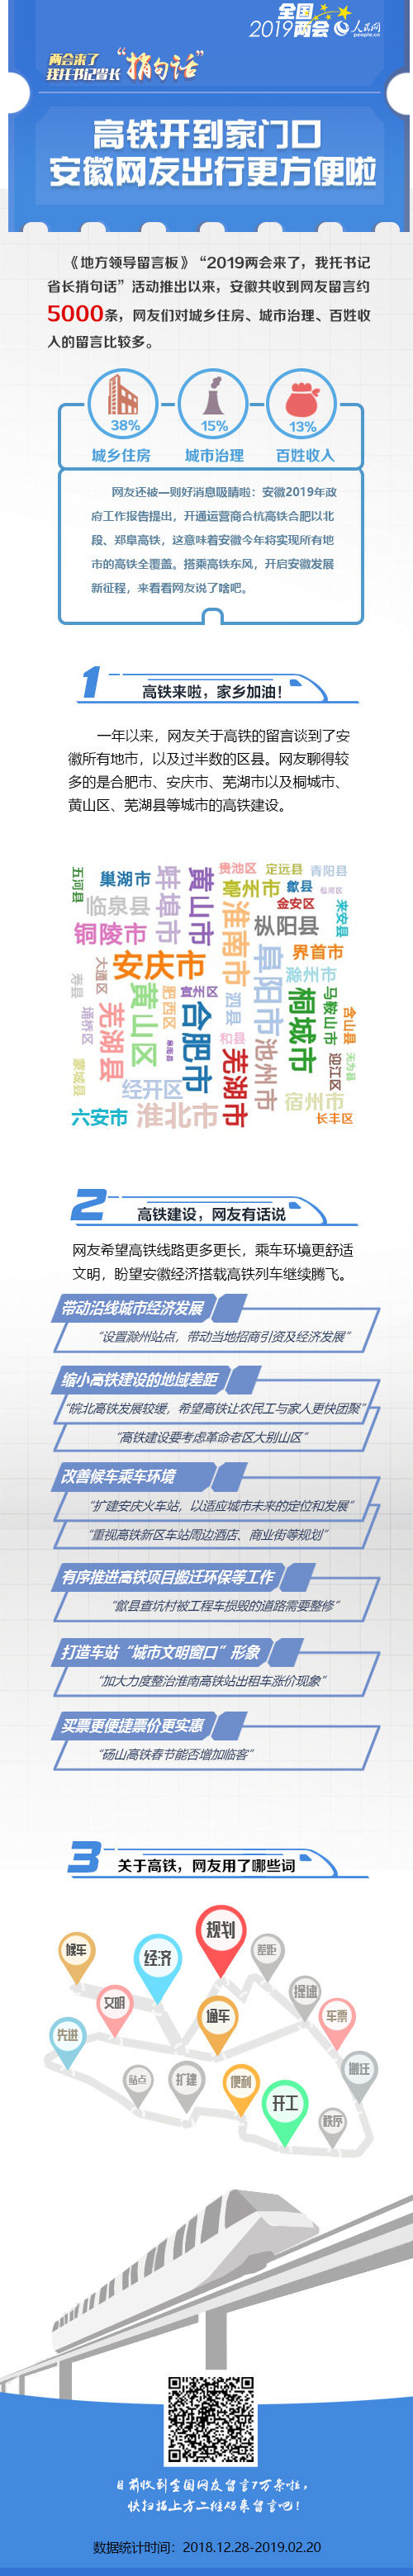 全国
2019两会
人民网
people.cn
两会来了
我托书记省长
“捎句话”
高铁开到家门口
安徽网友出行更方便啦
《地方领导留言板》“2019两会来了，我托书记
省长捎句话”活动推出以来，安徽共收到网友留言约
5000条，网友们对城乡住房、城市治理、百姓收
入的留言比较多。
38%
15%
13%
城乡住房
城市治理
百姓收入
网友还被一则好消息吸睛啦：安徽2019年政
府工作报告提出，开通运营商合杭高铁合肥以北
段、郑阜高铁，这意味着安徽今年将实现所有地
市的高铁全覆盖。搭乘高铁东风，开启安徽发展
新征程，来看看网友说了啥吧。
1
高铁来啦，家乡加油！
一年以来，网友关于高铁的留言谈到了安
徽所有地市，以及过半数的区县。网友聊得较
多的是合肥市、安庆市、芜湖市以及桐城市、
黄山区、芜湖县等城市的高铁建设。
五河县
巢湖市
蚌埠市
黄山市
贵池区
定远县
青阳县
亳州市
歙县
包河区
临泉县
淮南市
金安区
来安县
铜陵市
枞阳县
安庆市
阜阳市
界首市
大通区
滁州市
寿县
黄山区
肥西区
宣州区
泗县
桐城市
马鞍山市
埇桥区
芜湖县
合肥市
含山县
和县
池州市
蒙城县
芜湖市
迎江区
无为县
经开区
宿州市
六安市
淮北市
长丰区
2
高铁建设，网友有话说
网友希望高铁线路更多更长，乘车环境更舒适
文明，盼望安徽经济搭载高铁列车继续腾飞。
带动沿线城市经济发展
“设置滁州站点，带动当地招商引资及经济发展”
缩小高铁建设的地域差距
“皖北高铁发展较缓，希望高铁让农民工与家人更快团聚”
“高铁建设要考虑革命老区大别山区”
改善候车乘车环境
“扩建安庆火车站，以适应城市未来的定位和发展”
“重视高铁新区车站周边酒店、商业街等规划”
有序推进高铁项目搬迁环保等工作
“歙县查坑村被工程车损毁的道路需要整修”
打造车站“城市文明窗口”形象
“加大力度整治淮南高铁站出租车涨价现象”
买票更便捷票价更实惠
“砀山高铁春节能否增加临客”
3
关于高铁，网友用了哪些词
规划
候车
经济
差距
提速
文明
通车
车票
先进
搬迁
站点
扩建
便利
开工
秩序
目前收到全国网友留言7万条啦，
快扫描上方二维码来留言吧！
数据统计时间：2018.12.28-2019.02.20